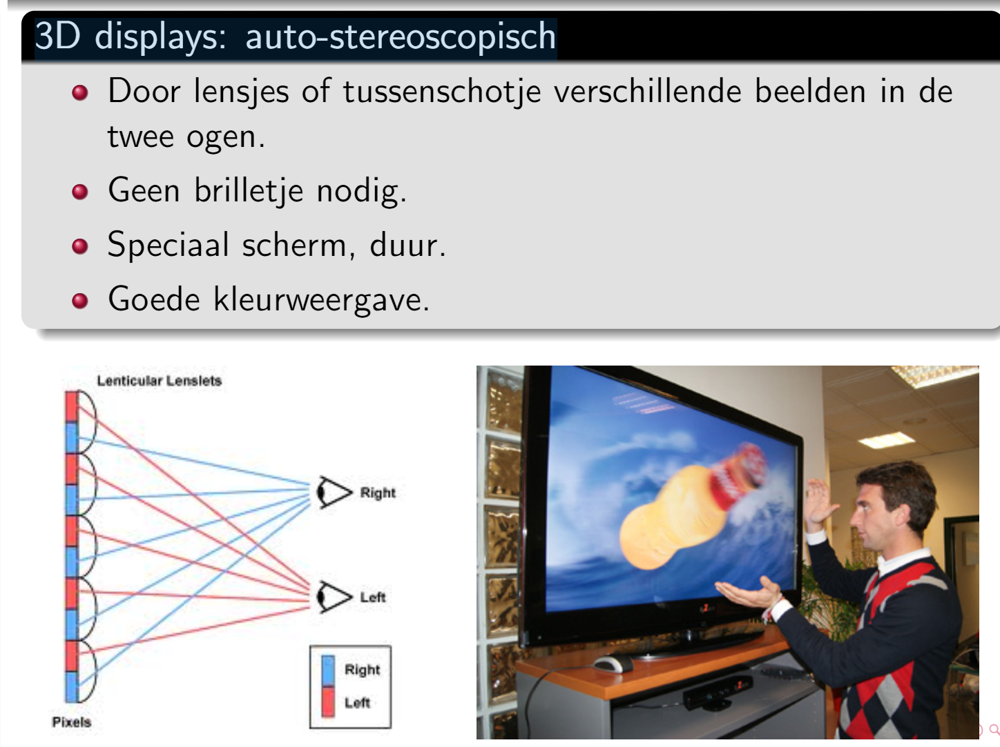 3D displays: auto-stereoscopisch
Door lensjes of tussenschotje verschillende beelden in de
twee ogen.
Geen brilletje nodig.
Speciaal scherm, duur.
Goede kleurweergave.
Lenticular Lenslets
Right
Left
Right
Left
Pixels